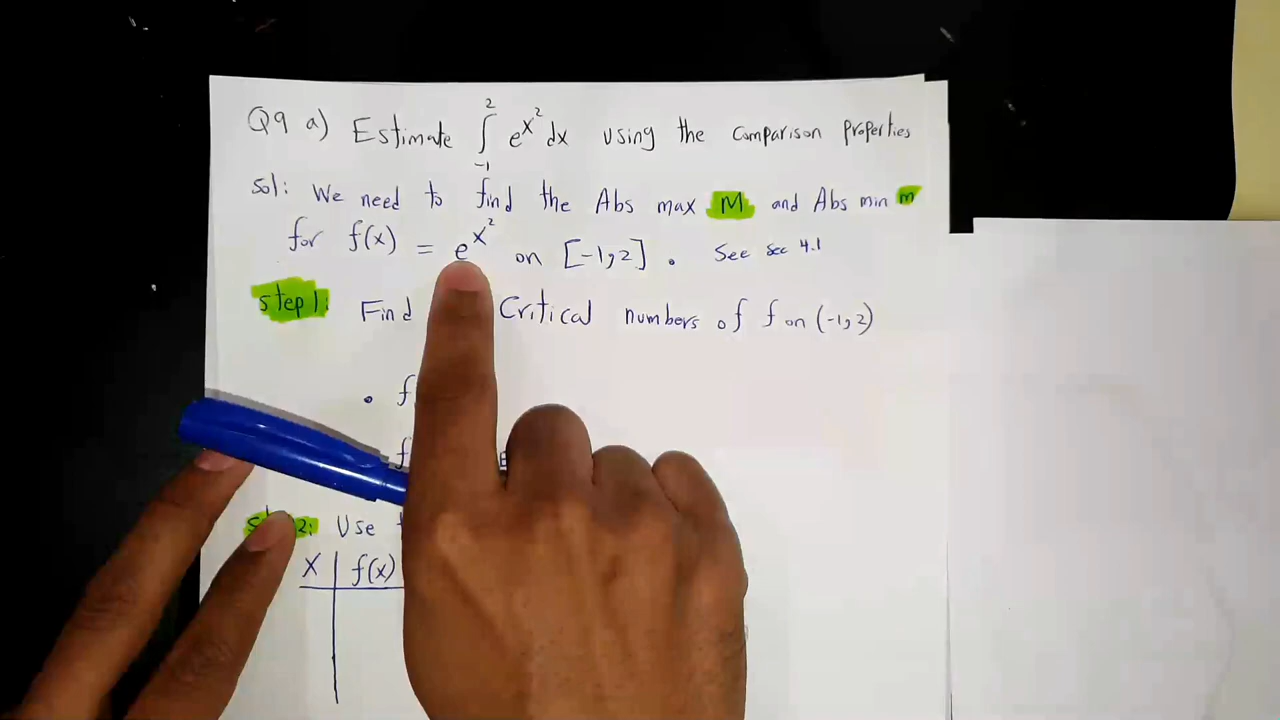 Q9 a) Estimate ∫₋₁² e^x² dx using the comparison properties
Sol: We need to find the Abs max M and Abs min m
for f(x) = e^x² on [-1,2]. See sec 4.1
Step 1: Find Critical numbers of f on (-1,2)
• f
f
2: Use
X | f(x)